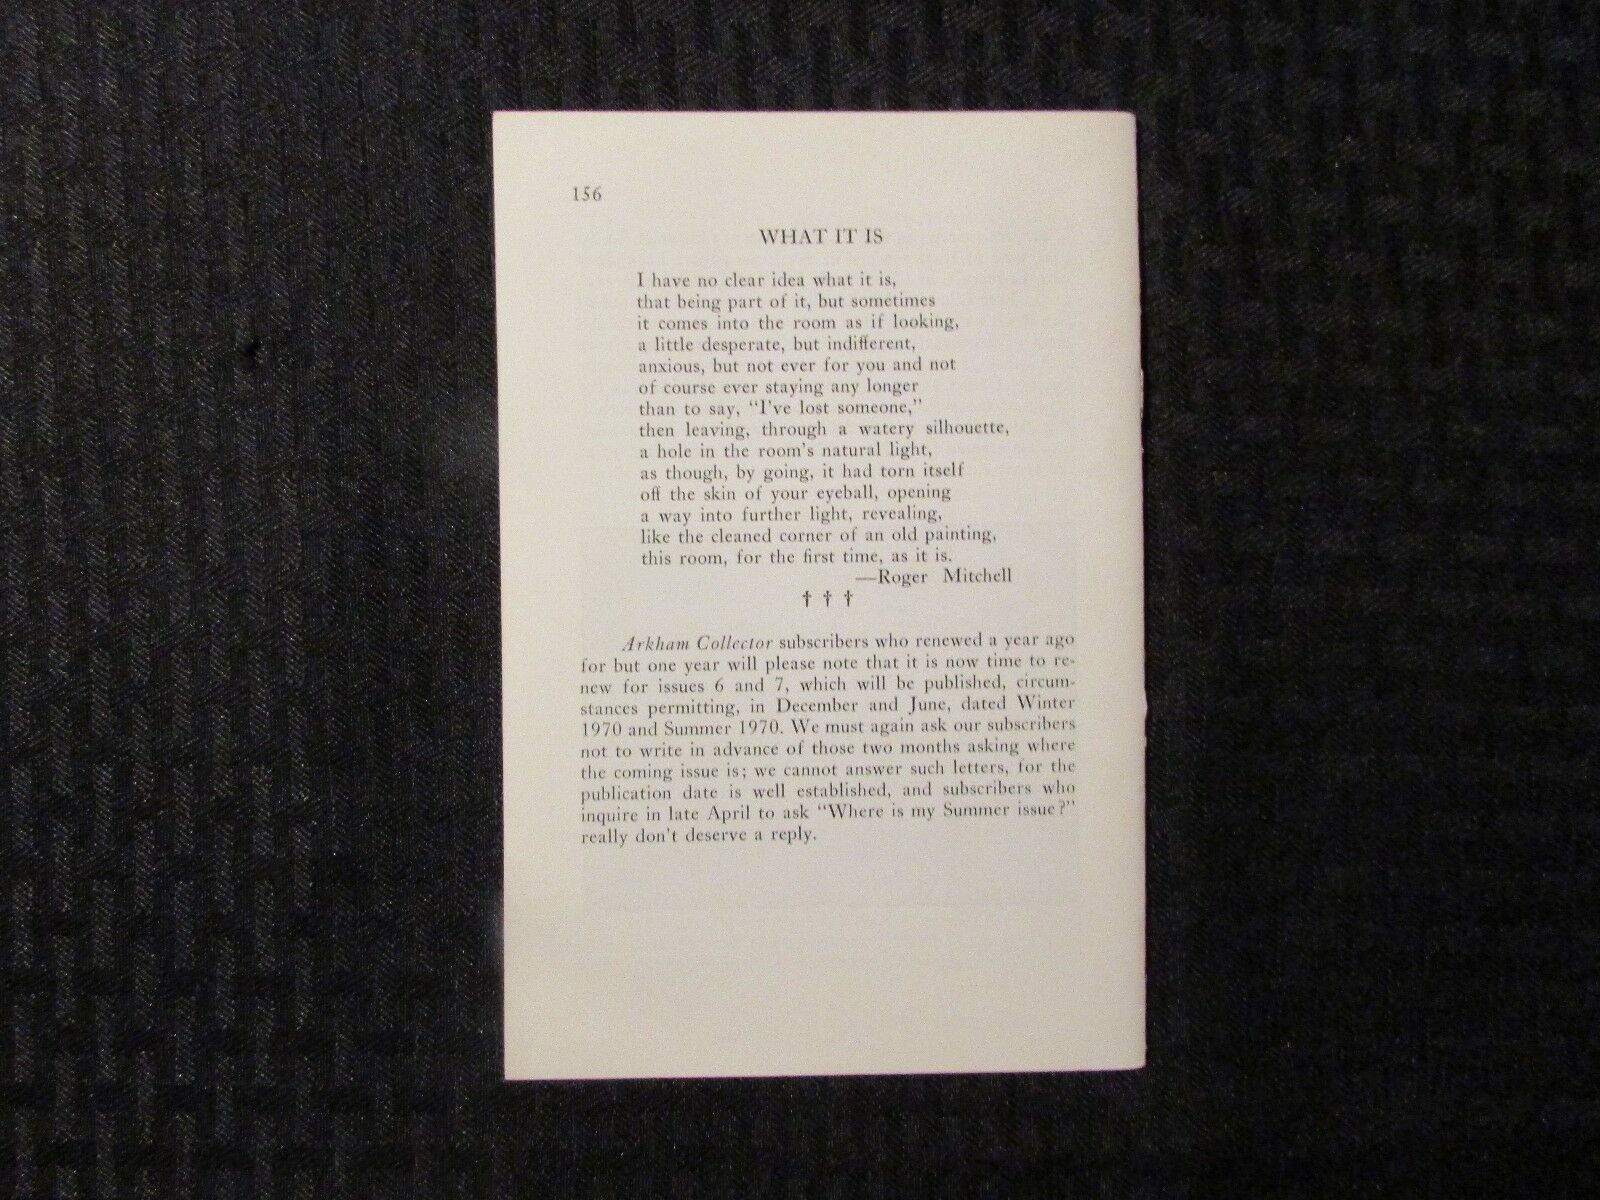 156
WHAT IT IS
I have no clear idea what it is,
that being part of it, but sometimes
it comes into the room as if looking,
a little desperate, but indifferent,
anxious, but not ever for you and not
of course ever staying any longer
than to say, "I've lost someone,"
then leaving, through a watery silhouette,
a hole in the room's natural light,
as though, by going, it had torn itself
off the skin of your eyeball, opening
a way into further light, revealing,
like the cleaned corner of an old painting,
this room, for the first time, as it is.
—Roger Mitchell
† † †
Arkham Collector subscribers who renewed a year ago
for but one year will please note that it is now time to re-
new for issues 6 and 7, which will be published, circum-
stances permitting, in December and June, dated Winter
1970 and Summer 1970. We must again ask our subscribers
not to write in advance of those two months asking where
the coming issue is; we cannot answer such letters, for the
publication date is well established, and subscribers who
inquire in late April to ask "Where is my Summer issue?"
really don't deserve a reply.